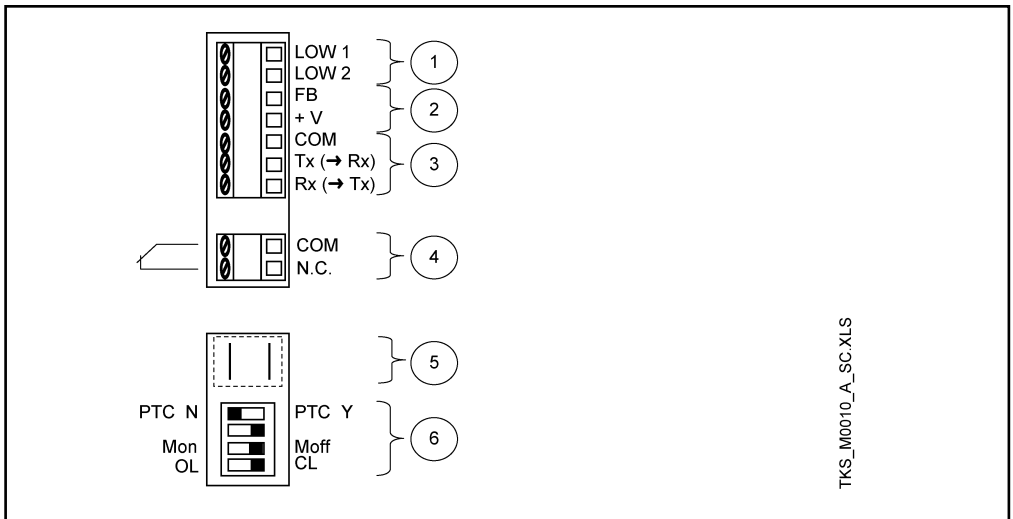 LOW 1
LOW 2
1
FB
+ V
2
COM
Tx (→ Rx)
Rx (→ Tx)
3
COM
N.C.
4
5
PTC N
PTC Y
Mon
Moff
OL
CL
6
TKS_M0010_A_SC.XLS